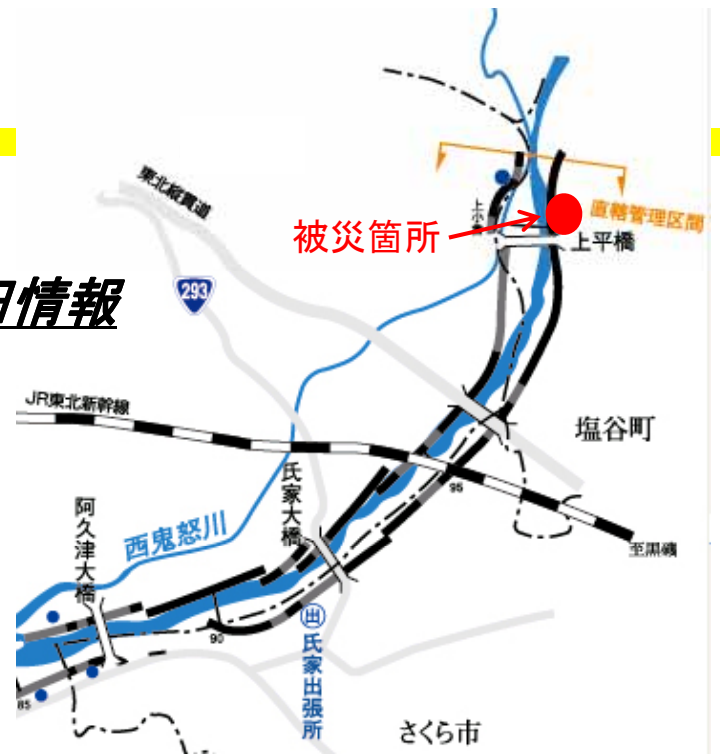 東北縦貫道
上小倉
直轄管理区間
被災箇所
上平橋
293
情報
JR東北新幹線
塩谷町
氏家大橋
95
阿久津大橋
西鬼怒川
至黒磯
90
出
氏家出張所
85
さくら市